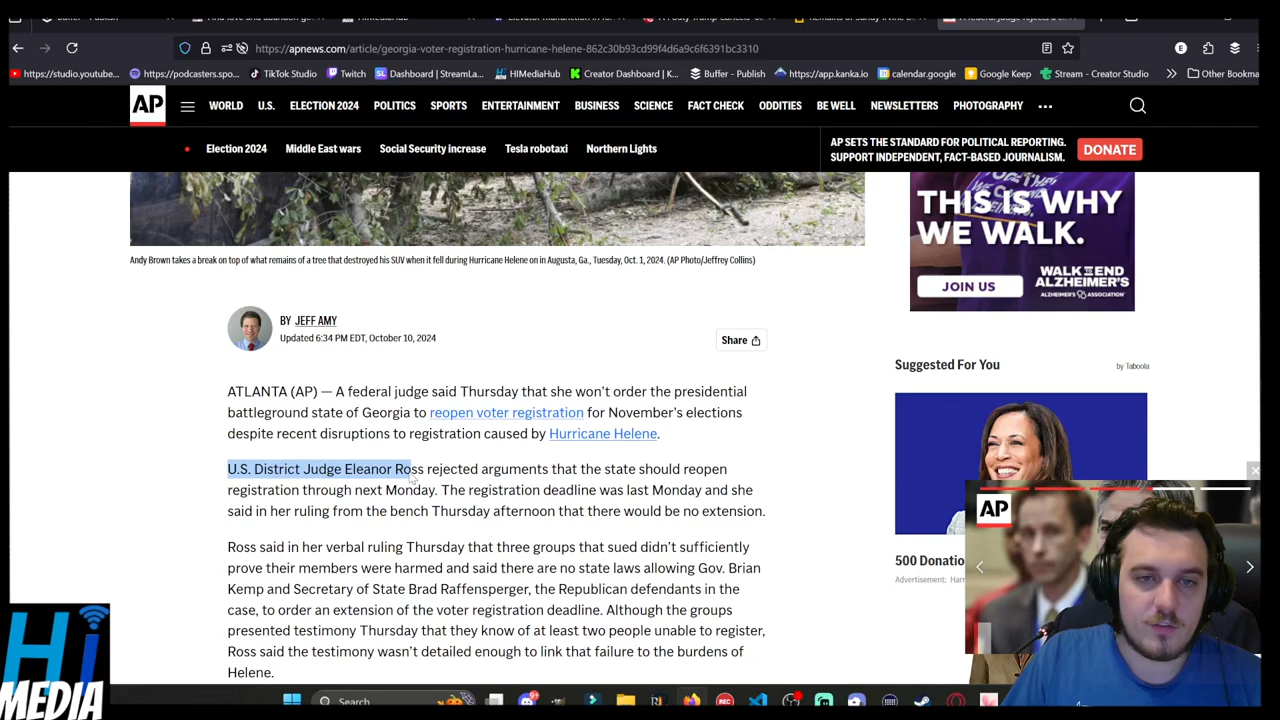 https://apnews.com/article/georgia-voter-registration-hurricane-helene-862c30b93cd99f4d6a9c6f6391bc3310
https://studio.youtube... https://podcasters.spo... TikTok Studio Twitch Dashboard | StreamLa... HIMediaHub Creator Dashboard | K... Buffer - Publish https://app.kanka.io calendar.google Google Keep Stream - Creator Studio Other Bookma
AP WORLD U.S. ELECTION 2024 POLITICS SPORTS ENTERTAINMENT BUSINESS SCIENCE FACT CHECK ODDITIES BE WELL NEWSLETTERS PHOTOGRAPHY
Election 2024 Middle East wars Social Security increase Tesla robotaxi Northern Lights
AP SETS THE STANDARD FOR POLITICAL REPORTING.
SUPPORT INDEPENDENT, FACT-BASED JOURNALISM.
DONATE
THIS IS WHY
WE WALK.
JOIN US
WALK TO END
ALZHEIMER'S
ALZHEIMER'S ASSOCIATION
Andy Brown takes a break on top of what remains of a tree that destroyed his SUV when it fell during Hurricane Helene on in Augusta, Ga., Tuesday, Oct. 1, 2024. (AP Photo/Jeffrey Collins)
BY JEFF AMY
Updated 6:34 PM EDT, October 10, 2024
Share
ATLANTA (AP) — A federal judge said Thursday that she won't order the presidential
battleground state of Georgia to reopen voter registration for November's elections
despite recent disruptions to registration caused by Hurricane Helene.
U.S. District Judge Eleanor Ross rejected arguments that the state should reopen
registration through next Monday. The registration deadline was last Monday and she
said in her ruling from the bench Thursday afternoon that there would be no extension.
Ross said in her verbal ruling Thursday that three groups that sued didn't sufficiently
prove their members were harmed and said there are no state laws allowing Gov. Brian
Kemp and Secretary of State Brad Raffensperger, the Republican defendants in the
case, to order an extension of the voter registration deadline. Although the groups
presented testimony Thursday that they know of at least two people unable to register,
Ross said the testimony wasn't detailed enough to link that failure to the burdens of
Helene.
Suggested For You
by Taboola
500 Donatio
Advertisement: Har
AP
Hi
MEDIA
Search
REC